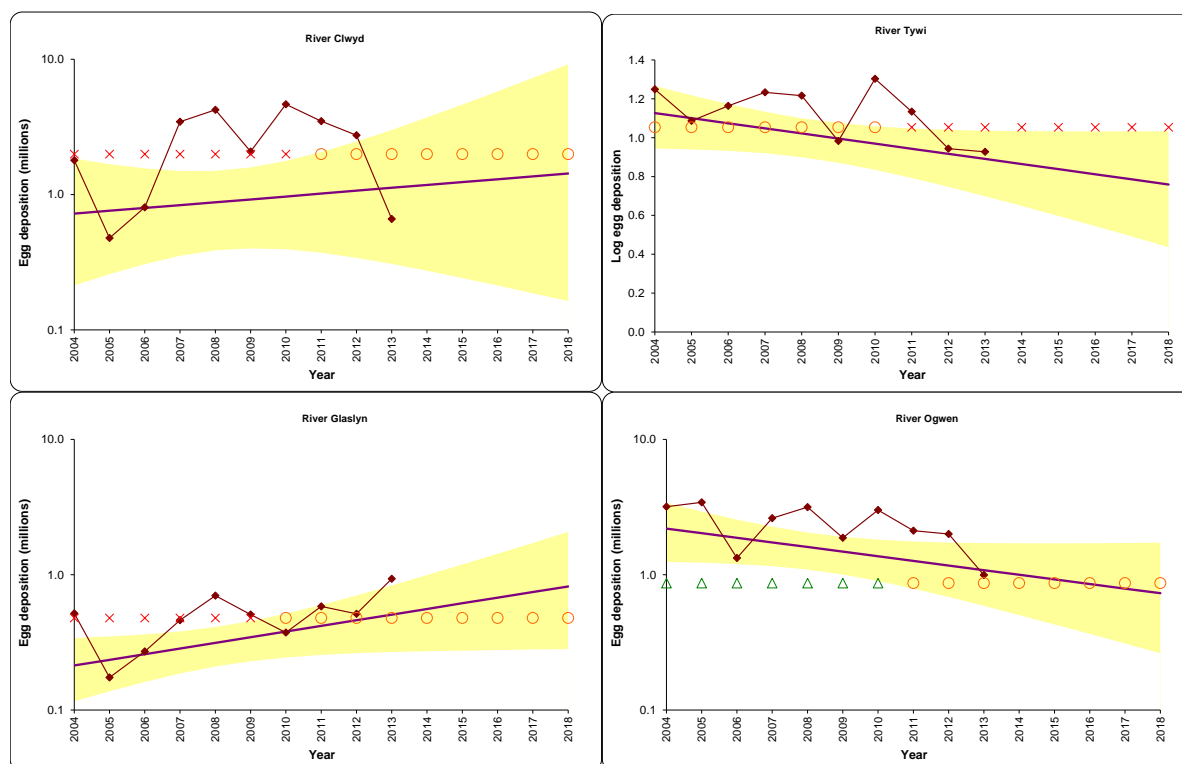 River Clwyd
Egg deposition (millions)
10.0
1.0
0.1
2004 2005 2006 2007 2008 2009 2010 2011 2012 2013 2014 2015 2016 2017 2018
Year
River Tywi
Log egg deposition
1.4
1.2
1.0
0.8
0.6
0.4
0.2
0.0
2004 2005 2006 2007 2008 2009 2010 2011 2012 2013 2014 2015 2016 2017 2018
Year
River Glaslyn
Egg deposition (millions)
10.0
1.0
0.1
2004 2005 2006 2007 2008 2009 2010 2011 2012 2013 2014 2015 2016 2017 2018
Year
River Ogwen
Egg deposition (millions)
10.0
1.0
0.1
2004 2005 2006 2007 2008 2009 2010 2011 2012 2013 2014 2015 2016 2017 2018
Year